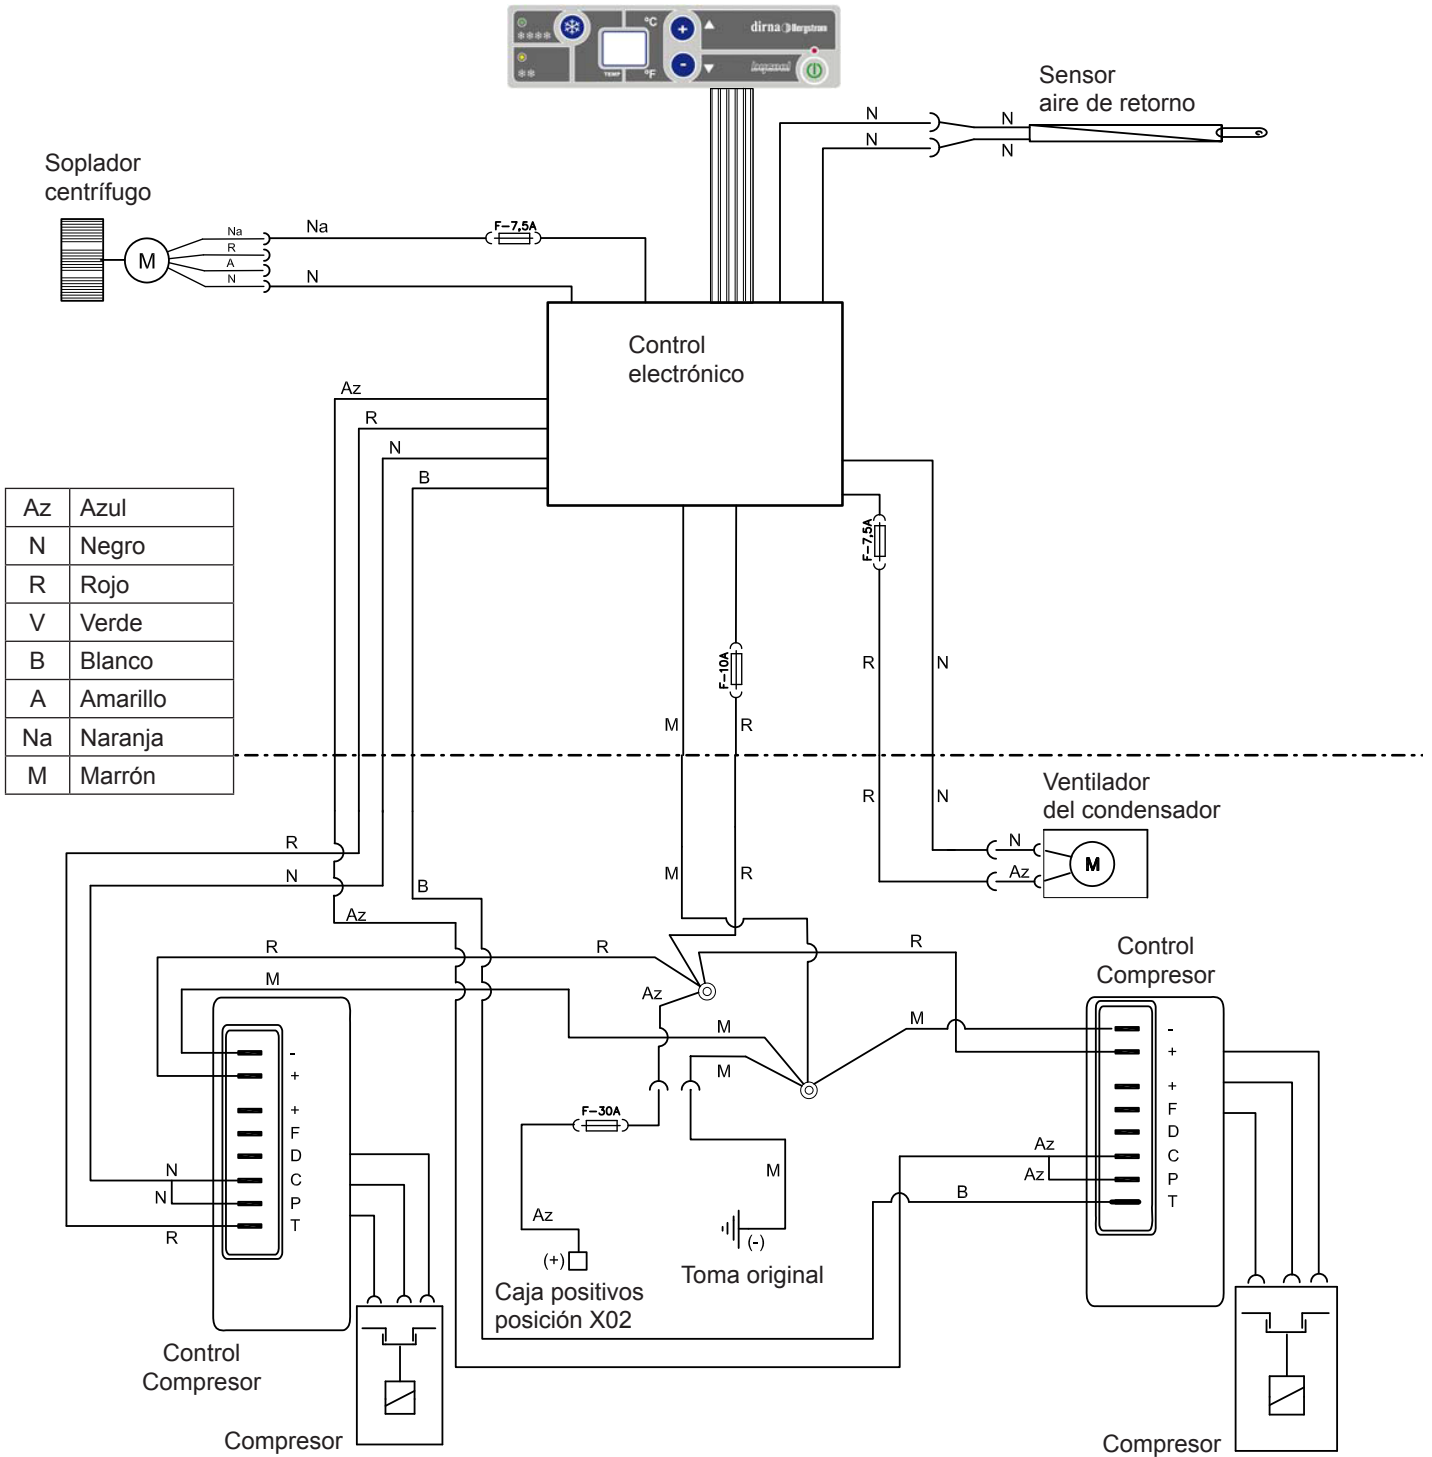 °C
dirna Bergstrom
TEMP
°F
Sensor
aire de retorno
N
N
N
N
Soplador
centrífugo
Na
R
A
N
Na
N
F-7,5A
M
Control
electrónico
Az
R
N
B
Az Azul
N Negro
R Rojo
V Verde
B Blanco
A Amarillo
Na Naranja
M Marrón
F-7,5A
F-10A
R
N
M
R
R
N
Ventilador
del condensador
N
Az
M
R
N
B
Az
M
R
R
R
M
Az
M
M
R
M
Control
Compresor
-
+
+
F
D
C
P
T
N
N
R
-
+
+
F
D
C
P
T
Az
Az
B
F-30A
Az
(+)
Caja positivos
posición X02
M
(-)
Toma original
Control
Compresor
Compresor
Compresor